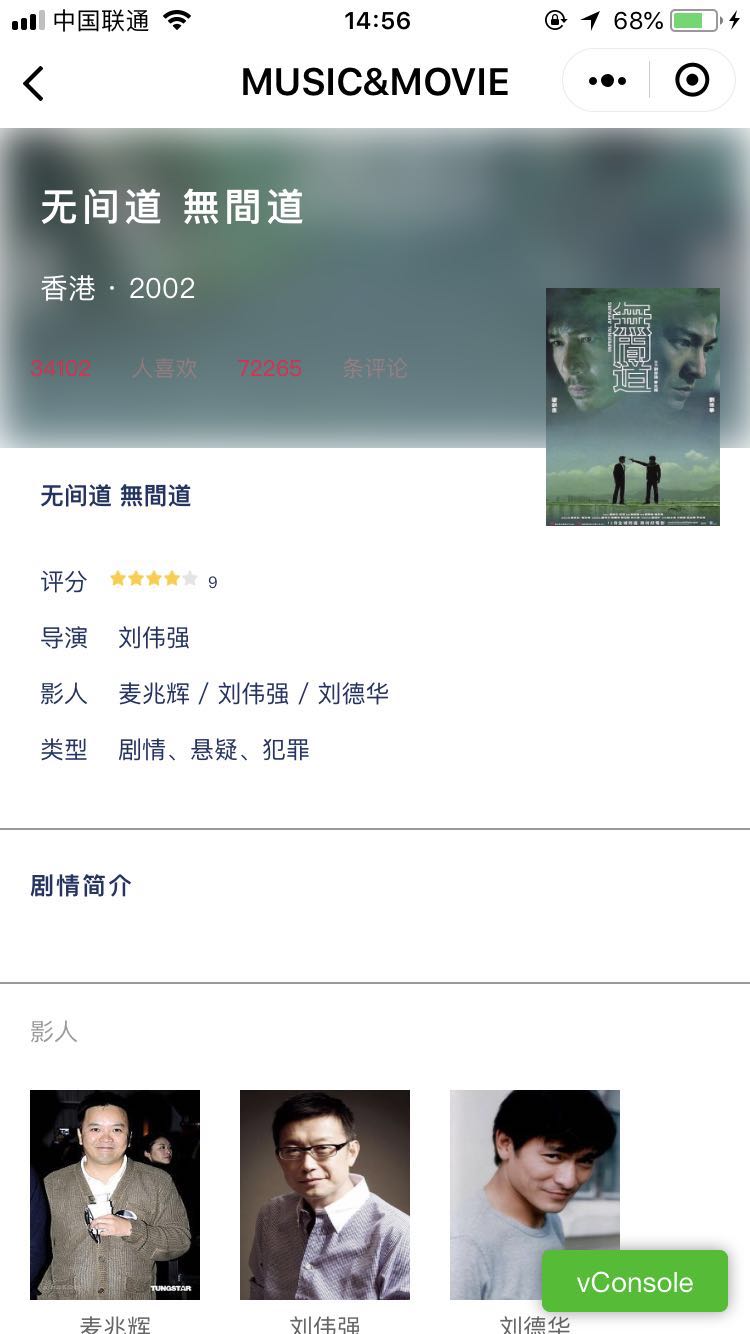 中国联通 14:56 68%
MUSIC&MOVIE
无间道 無間道
香港 · 2002
34102 人喜欢 72265 条评论
無間道
INFERNAL AFFAIRS
无间道 無間道
评分 9
导演 刘伟强
影人 麦兆辉 / 刘伟强 / 刘德华
类型 剧情、悬疑、犯罪
剧情简介
影人
TUNGSTAR
vConsole
麦兆辉 刘伟强 刘德华